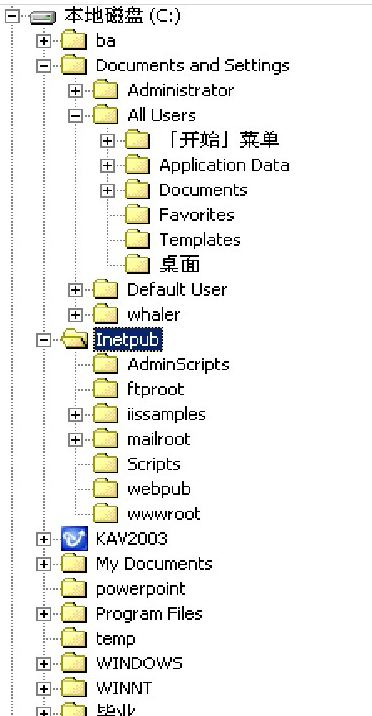 本地磁盘 (C:)
ba
Documents and Settings
Administrator
All Users
「开始」菜单
Application Data
Documents
Favorites
Templates
桌面
Default User
whaler
Inetpub
AdminScripts
ftproot
iissamples
mailroot
Scripts
webpub
wwwroot
KAV2003
My Documents
powerpoint
Program Files
temp
WINDOWS
WINNT
毕业